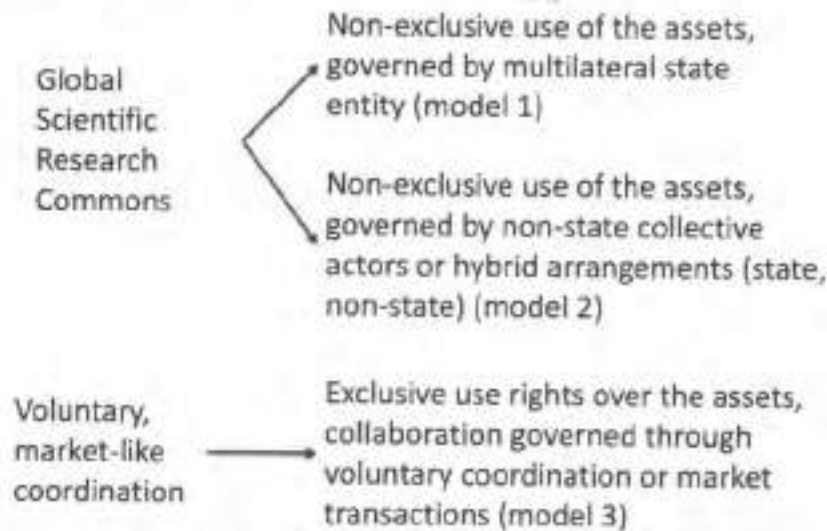 Global
Scientific
Research
Commons
Non-exclusive use of the assets,
governed by multilateral state
entity (model 1)
Non-exclusive use of the assets,
governed by non-state collective
actors or hybrid arrangements (state,
non-state) (model 2)
Voluntary,
market-like
coordination
Exclusive use rights over the assets,
collaboration governed through
voluntary coordination or market
transactions (model 3)